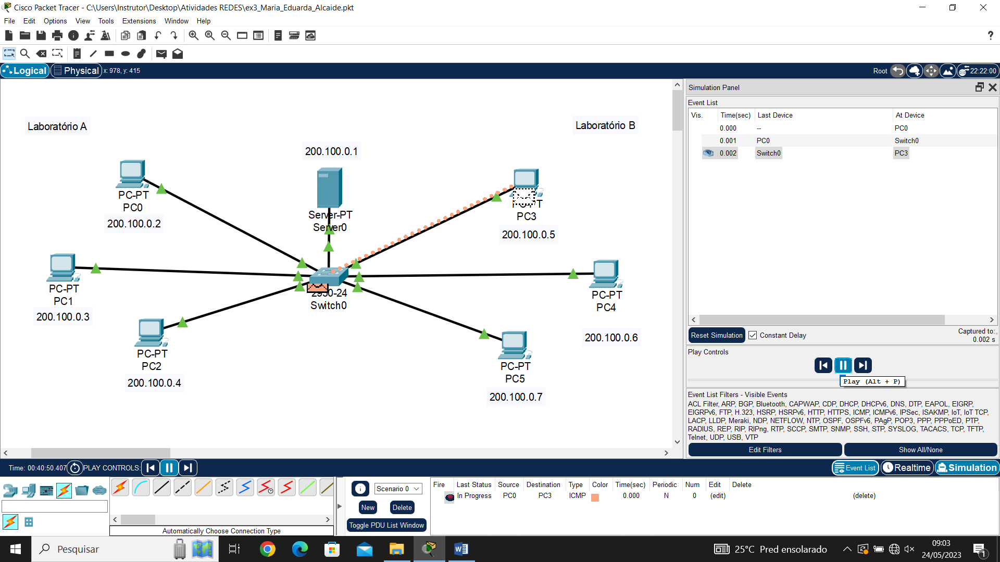 Cisco Packet Tracer - C:\Users\Instrutor\Desktop\Atividades REDES\ex3_Maria_Eduarda_Alcaide.pkt
File Edit Options View Tools Extensions Window Help
Logical Physical x: 978, y: 415
Root 22:22:00
Laboratório A
Laboratório B
200.100.0.1
PC-PT
PC0
200.100.0.2
Server-PT
Server0
PC3
200.100.0.5
PC-PT
PC1
200.100.0.3
2950-24
Switch0
PC-PT
PC4
200.100.0.6
PC-PT
PC2
200.100.0.4
PC-PT
PC5
200.100.0.7
Simulation Panel
Event List
Vis. Time(sec) Last Device At Device
0.000 -- PC0
0.001 PC0 Switch0
0.002 Switch0 PC3
Reset Simulation Constant Delay
Captured to:
0.002 s
Play Controls
Play (Alt + P)
Event List Filters - Visible Events
ACL Filter, ARP, BGP, Bluetooth, CAPWAP, CDP, DHCP, DHCPv6, DNS, DTP, EAPOL, EIGRP,
EIGRPv6, FTP, H.323, HSRP, HSRPv6, HTTP, HTTPS, ICMP, ICMPv6, IPSec, ISAKMP, IoT, IoT TCP,
LACP, LLDP, Meraki, NDP, NETFLOW, NTP, OSPF, OSPFv6, PAgP, POP3, PPP, PPPoED, PTP,
RADIUS, REP, RIP, RIPng, RTP, SCCP, SMTP, SNMP, SSH, STP, SYSLOG, TACACS, TCP, TFTP,
Telnet, UDP, USB, VTP
Edit Filters Show All/None
Time: 00:40:50.407 PLAY CONTROLS:
Event List Realtime Simulation
Scenario 0
New Delete
Toggle PDU List Window
Fire Last Status Source Destination Type Color Time(sec) Periodic Num Edit Delete
In Progress PC0 PC3 ICMP 0.000 N 0 (edit) (delete)
Automatically Choose Connection Type
Pesquisar
25°C Pred ensolarado
09:03
24/05/2023
1